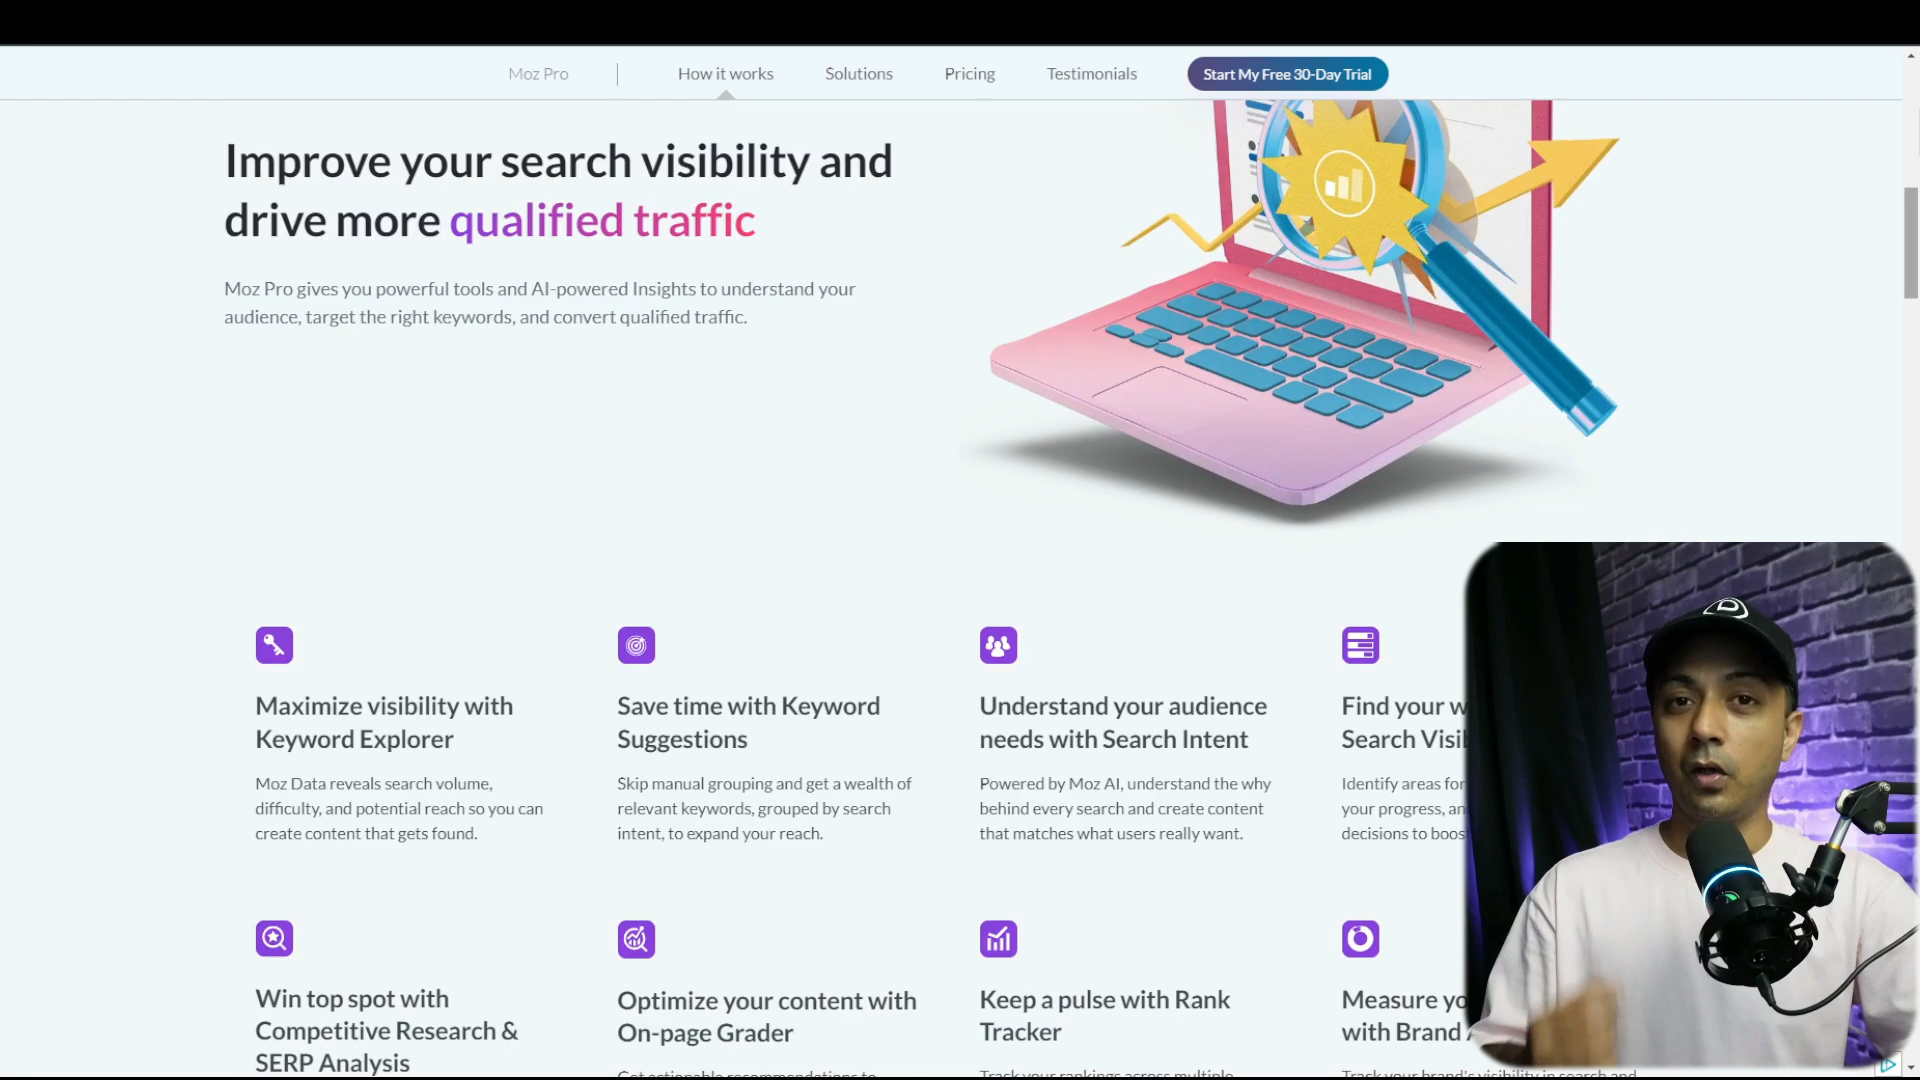 Moz Pro
How it works
Solutions
Pricing
Testimonials
Start My Free 30-Day Trial
Improve your search visibility and
drive more qualified traffic
Moz Pro gives you powerful tools and AI-powered Insights to understand your
audience, target the right keywords, and convert qualified traffic.
Maximize visibility with
Keyword Explorer
Moz Data reveals search volume,
difficulty, and potential reach so you can
create content that gets found.
Save time with Keyword
Suggestions
Skip manual grouping and get a wealth of
relevant keywords, grouped by search
intent, to expand your reach.
Understand your audience
needs with Search Intent
Powered by Moz AI, understand the why
behind every search and create content
that matches what users really want.
Find your
Search
Identify areas for
your progress,
decisions to
Win top spot with
Competitive Research &
SERP Analysis
Optimize your content with
On-page Grader
Get actionable recommendations to
Keep a pulse with Rank
Tracker
Track your rankings across multiple
Measure
with Brand
Track your brand's visibility in search and